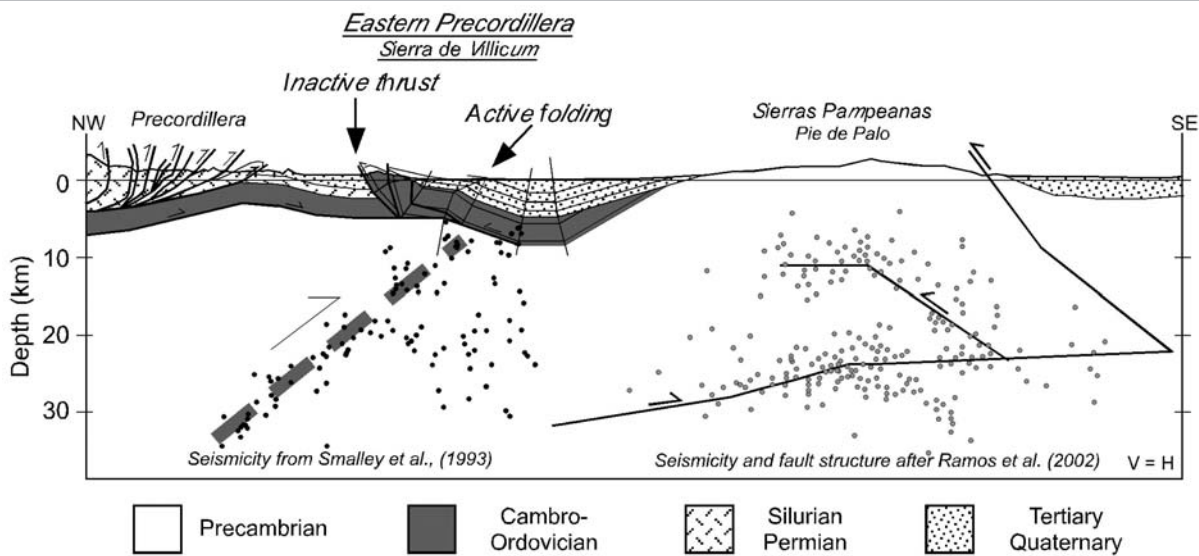 Eastern Precordillera
Sierra de Villicum
Inactive thrust
Active folding
NW
Precordillera
Sierras Pampeanas
Pie de Palo
SE
0
10
20
30
Depth (km)
Seismicity from Smalley et al., (1993)
Seismicity and fault structure after Ramos et al. (2002)
V = H
Precambrian
Cambro-
Ordovician
Silurian
Permian
Tertiary
Quaternary